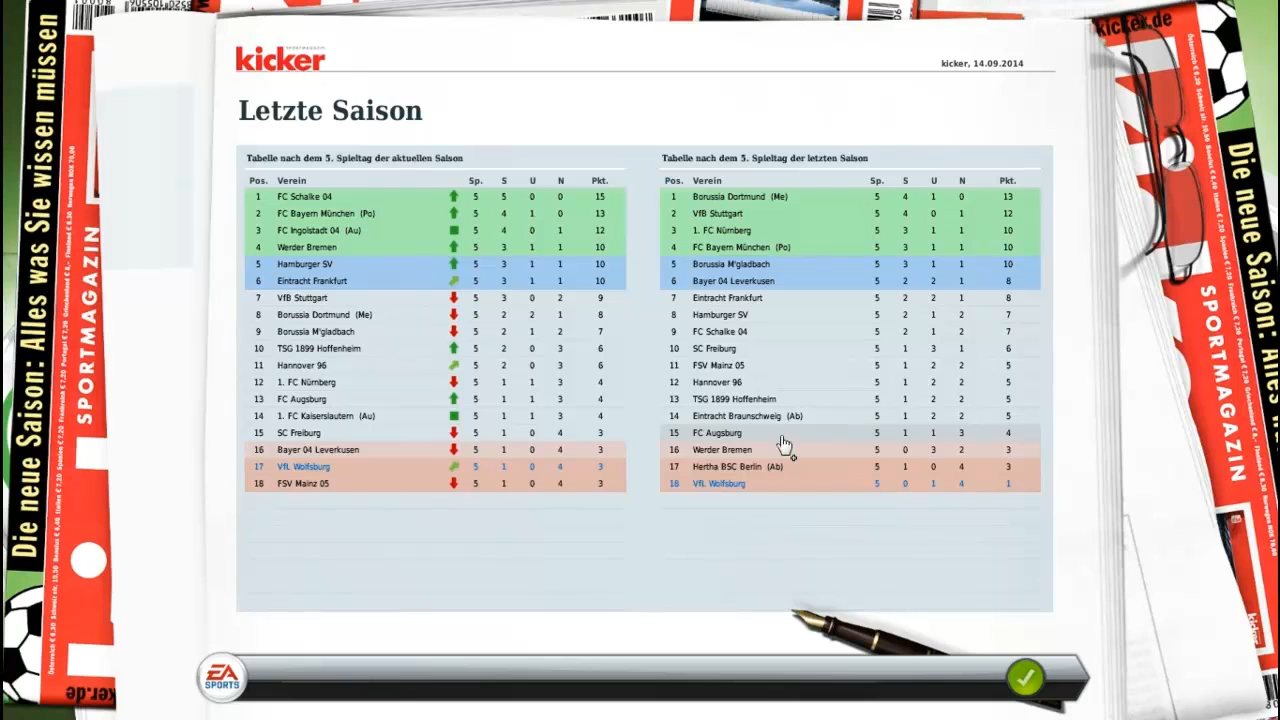 Die neue Saison: Alles was Sie wissen müssen
SPORTMAGAZIN
kicker.de
kicker
SPORTMAGAZIN
kicker, 14.09.2014
Letzte Saison
Tabelle nach dem 5. Spieltag der aktuellen Saison
Pos. Verein Sp. S U N Pkt.
1 FC Schalke 04 5 5 0 0 15
2 FC Bayern München (Po) 5 4 1 0 13
3 FC Ingolstadt 04 (Au) 5 4 0 1 12
4 Werder Bremen 5 3 1 1 10
5 Hamburger SV 5 3 1 1 10
6 Eintracht Frankfurt 5 3 1 1 10
7 VfB Stuttgart 5 3 0 2 9
8 Borussia Dortmund (Me) 5 2 2 1 8
9 Borussia M'gladbach 5 2 1 2 7
10 TSG 1899 Hoffenheim 5 2 0 3 6
11 Hannover 96 5 2 0 3 6
12 1. FC Nürnberg 5 1 1 3 4
13 FC Augsburg 5 1 1 3 4
14 1. FC Kaiserslautern (Au) 5 1 1 3 4
15 SC Freiburg 5 1 0 4 3
16 Bayer 04 Leverkusen 5 1 0 4 3
17 VfL Wolfsburg 5 1 0 4 3
18 FSV Mainz 05 5 1 0 4 3
Tabelle nach dem 5. Spieltag der letzten Saison
Pos. Verein Sp. S U N Pkt.
1 Borussia Dortmund (Me) 5 4 1 0 13
2 VfB Stuttgart 5 4 0 1 12
3 1. FC Nürnberg 5 3 1 1 10
4 FC Bayern München (Po) 5 3 1 1 10
5 Borussia M'gladbach 5 3 1 1 10
6 Bayer 04 Leverkusen 5 2 2 1 8
7 Eintracht Frankfurt 5 2 2 1 8
8 Hamburger SV 5 2 1 2 7
9 FC Schalke 04 5 2 1 2 7
10 SC Freiburg 5 1 3 1 6
11 FSV Mainz 05 5 1 2 2 5
12 Hannover 96 5 1 2 2 5
13 TSG 1899 Hoffenheim 5 1 2 2 5
14 Eintracht Braunschweig (Ab) 5 1 2 2 5
15 FC Augsburg 5 1 1 3 4
16 Werder Bremen 5 0 3 2 3
17 Hertha BSC Berlin (Ab) 5 1 0 4 3
18 VfL Wolfsburg 5 0 1 4 1
EA
SPORTS
kicker.de
SPORTMAGAZIN
Die neue Saison: Alles
kicker